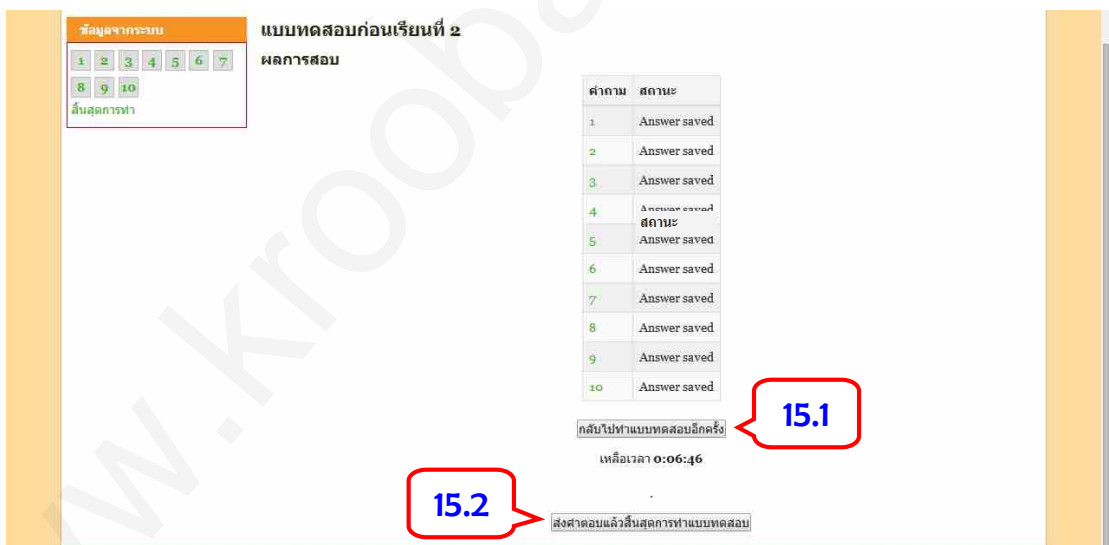 ข้อมูลจากระบบ
1 2 3 4 5 6 7
8 9 10
สิ้นสุดการทำ
แบบทดสอบก่อนเรียนที่ 2
ผลการสอบ
คำถาม สถานะ
1 Answer saved
2 Answer saved
3 Answer saved
4 Answer saved
สถานะ
5 Answer saved
6 Answer saved
7 Answer saved
8 Answer saved
9 Answer saved
10 Answer saved
กลับไปทำแบบทดสอบอีกครั้ง
15.1
เหลือเวลา 0:06:46
.
15.2
ส่งคำตอบแล้วสิ้นสุดการทำแบบทดสอบ